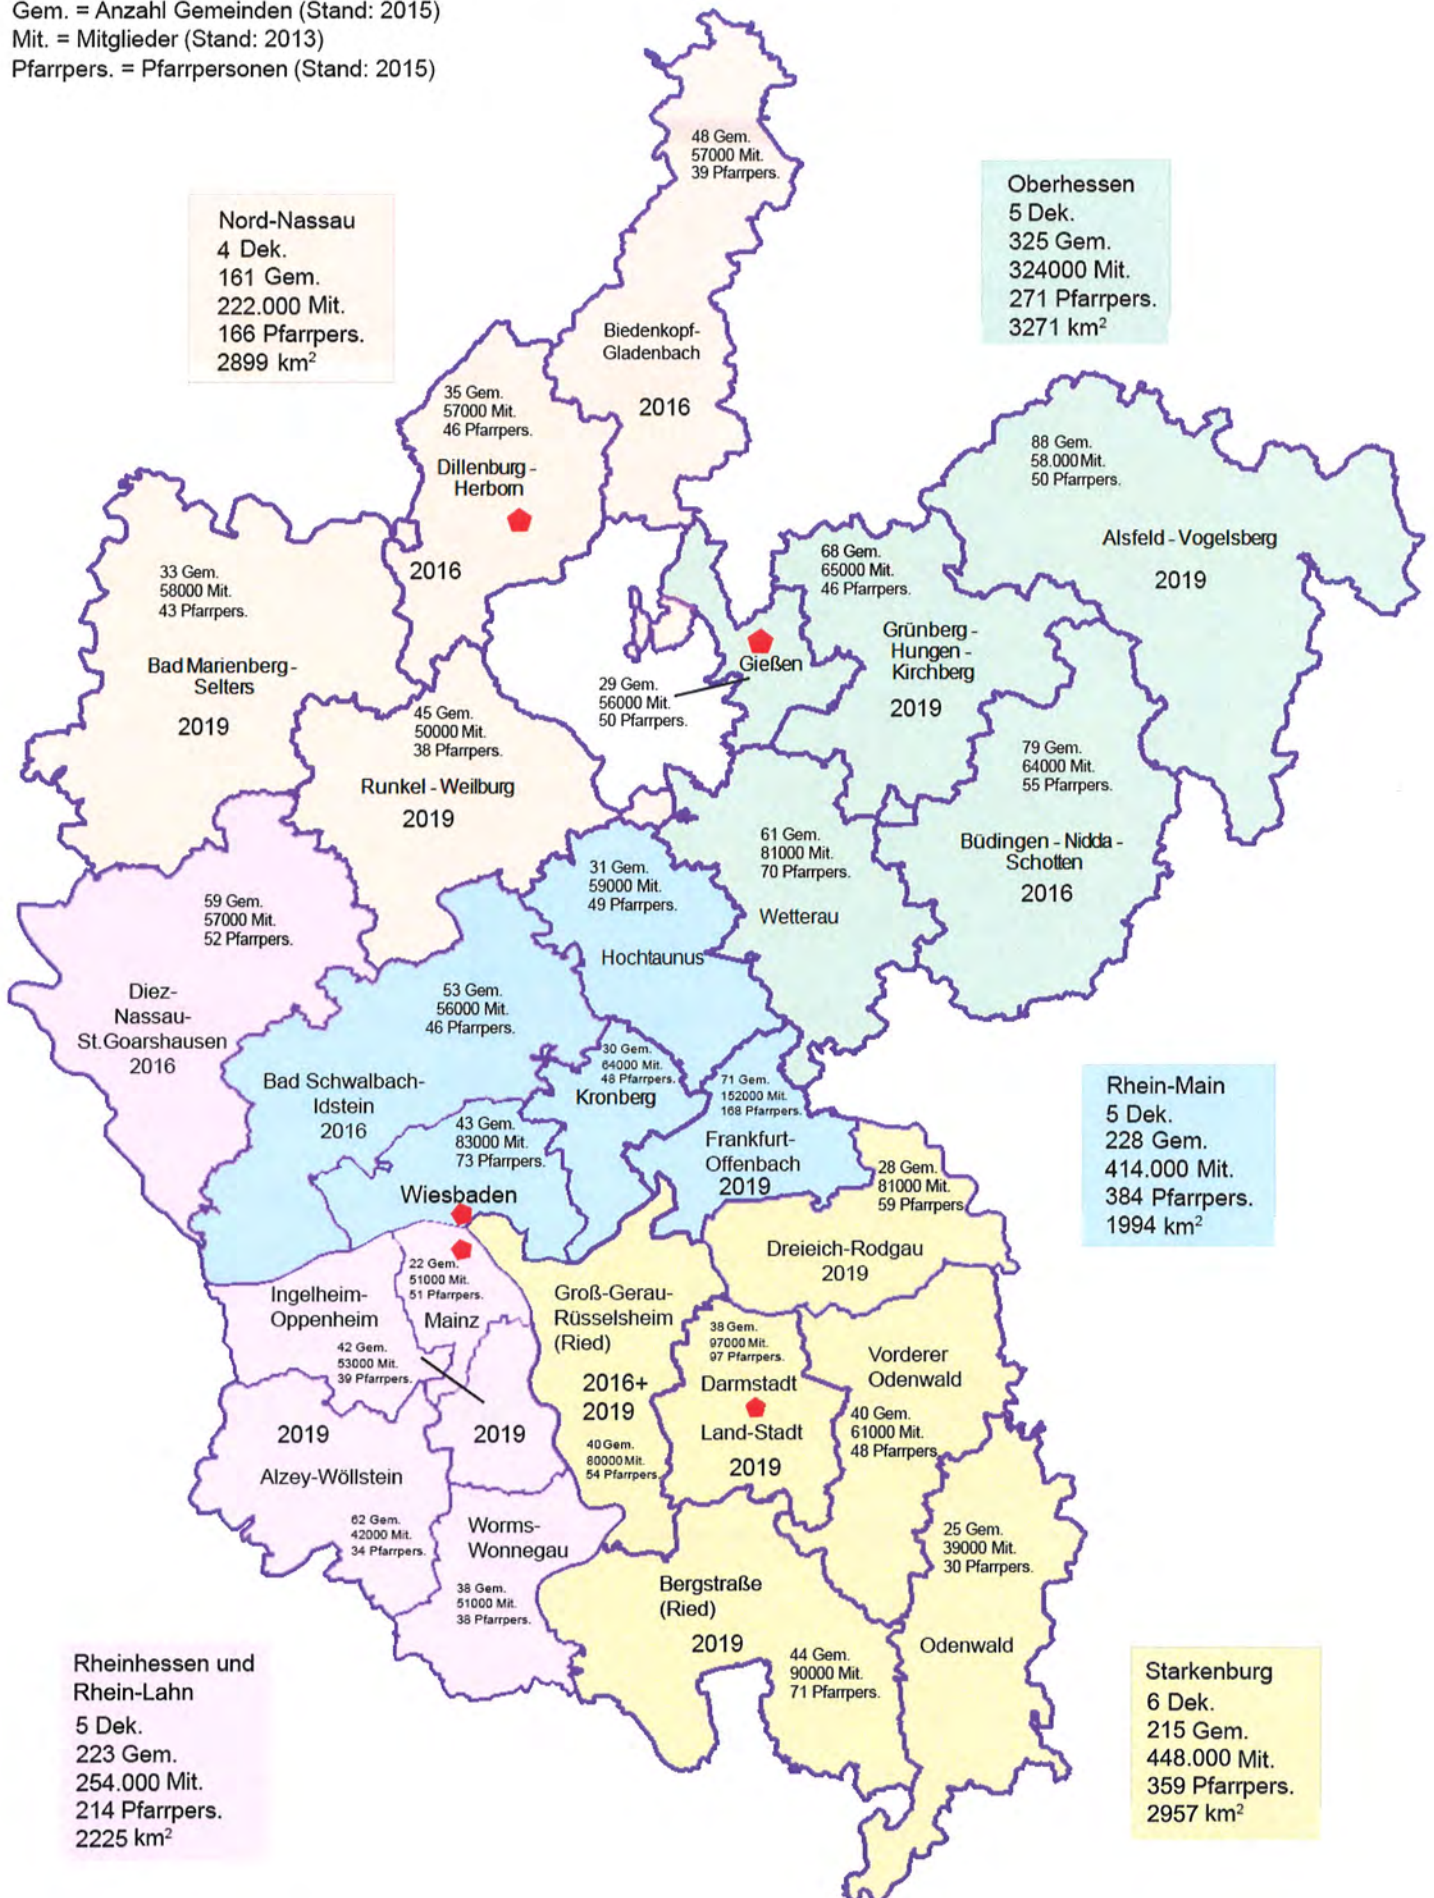 Gem. = Anzahl Gemeinden (Stand: 2015)
Mit. = Mitglieder (Stand: 2013)
Pfarrpers. = Pfarrpersonen (Stand: 2015)
48 Gem.
57000 Mit.
39 Pfarrpers.
Biedenkopf-
Gladenbach
2016
Nord-Nassau
4 Dek.
161 Gem.
222.000 Mit.
166 Pfarrpers.
2899 km²
Oberhessen
5 Dek.
325 Gem.
324000 Mit.
271 Pfarrpers.
3271 km²
35 Gem.
57000 Mit.
46 Pfarrpers.
Dillenburg -
Herborn
2016
88 Gem.
58.000 Mit.
50 Pfarrpers.
Alsfeld - Vogelsberg
2019
33 Gem.
58000 Mit.
43 Pfarrpers.
Bad Marienberg -
Selters
2019
68 Gem.
65000 Mit.
46 Pfarrpers.
Grünberg -
Hungen -
Kirchberg
2019
Gießen
29 Gem.
56000 Mit.
50 Pfarrpers.
45 Gem.
50000 Mit.
38 Pfarrpers.
Runkel - Weilburg
2019
79 Gem.
64000 Mit.
55 Pfarrpers.
Büdingen - Nidda -
Schotten
2016
61 Gem.
81000 Mit.
70 Pfarrpers.
Wetterau
31 Gem.
59000 Mit.
49 Pfarrpers.
Hochtaunus
59 Gem.
57000 Mit.
52 Pfarrpers.
Diez-
Nassau-
St.Goarshausen
2016
53 Gem.
56000 Mit.
46 Pfarrpers.
Bad Schwalbach-
Idstein
2016
30 Gem.
64000 Mit.
48 Pfarrpers.
Kronberg
71 Gem.
152000 Mit.
168 Pfarrpers.
Frankfurt-
Offenbach
2019
Rhein-Main
5 Dek.
228 Gem.
414.000 Mit.
384 Pfarrpers.
1994 km²
43 Gem.
83000 Mit.
73 Pfarrpers.
Wiesbaden
28 Gem.
81000 Mit.
59 Pfarrpers
Dreieich-Rodgau
2019
22 Gem.
51000 Mit.
51 Pfarrpers.
Mainz
Ingelheim-
Oppenheim
42 Gem.
53000 Mit.
39 Pfarrpers.
2019
Groß-Gerau-
Rüsselsheim
(Ried)
2016+
2019
40 Gem.
80000 Mit.
54 Pfarrpers.
38 Gem.
97000 Mit.
97 Pfarrpers.
Darmstadt
Land-Stadt
2019
Vorderer
Odenwald
40 Gem.
61000 Mit.
48 Pfarrpers.
2019
Alzey-Wöllstein
62 Gem.
42000 Mit.
34 Pfarrpers.
Worms-
Wonnegau
38 Gem.
51000 Mit.
38 Pfarrpers.
25 Gem.
39000 Mit.
30 Pfarrpers.
Odenwald
Bergstraße
(Ried)
2019
44 Gem.
90000 Mit.
71 Pfarrpers.
Rheinhessen und
Rhein-Lahn
5 Dek.
223 Gem.
254.000 Mit.
214 Pfarrpers.
2225 km²
Starkenburg
6 Dek.
215 Gem.
448.000 Mit.
359 Pfarrpers.
2957 km²